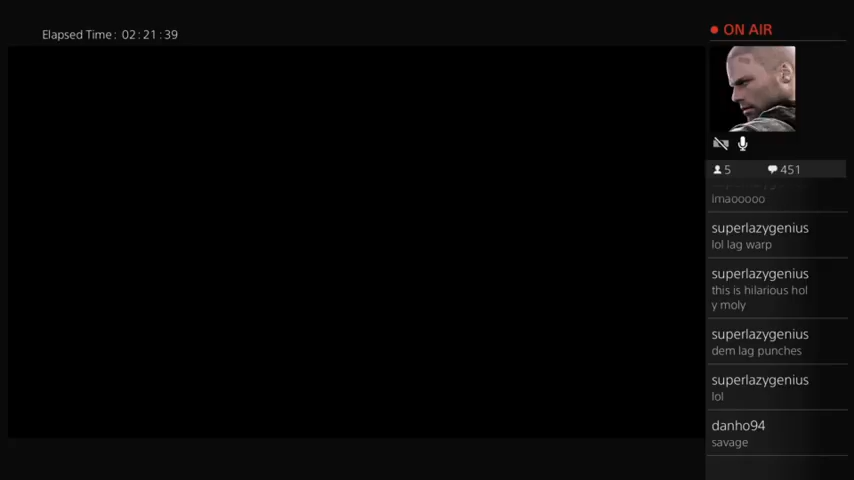 Elapsed Time: 02:21:39
ON AIR
5 451
lmaooooo
superlazygenius
lol lag warp
superlazygenius
this is hilarious hol
y moly
superlazygenius
dem lag punches
superlazygenius
lol
danho94
savage